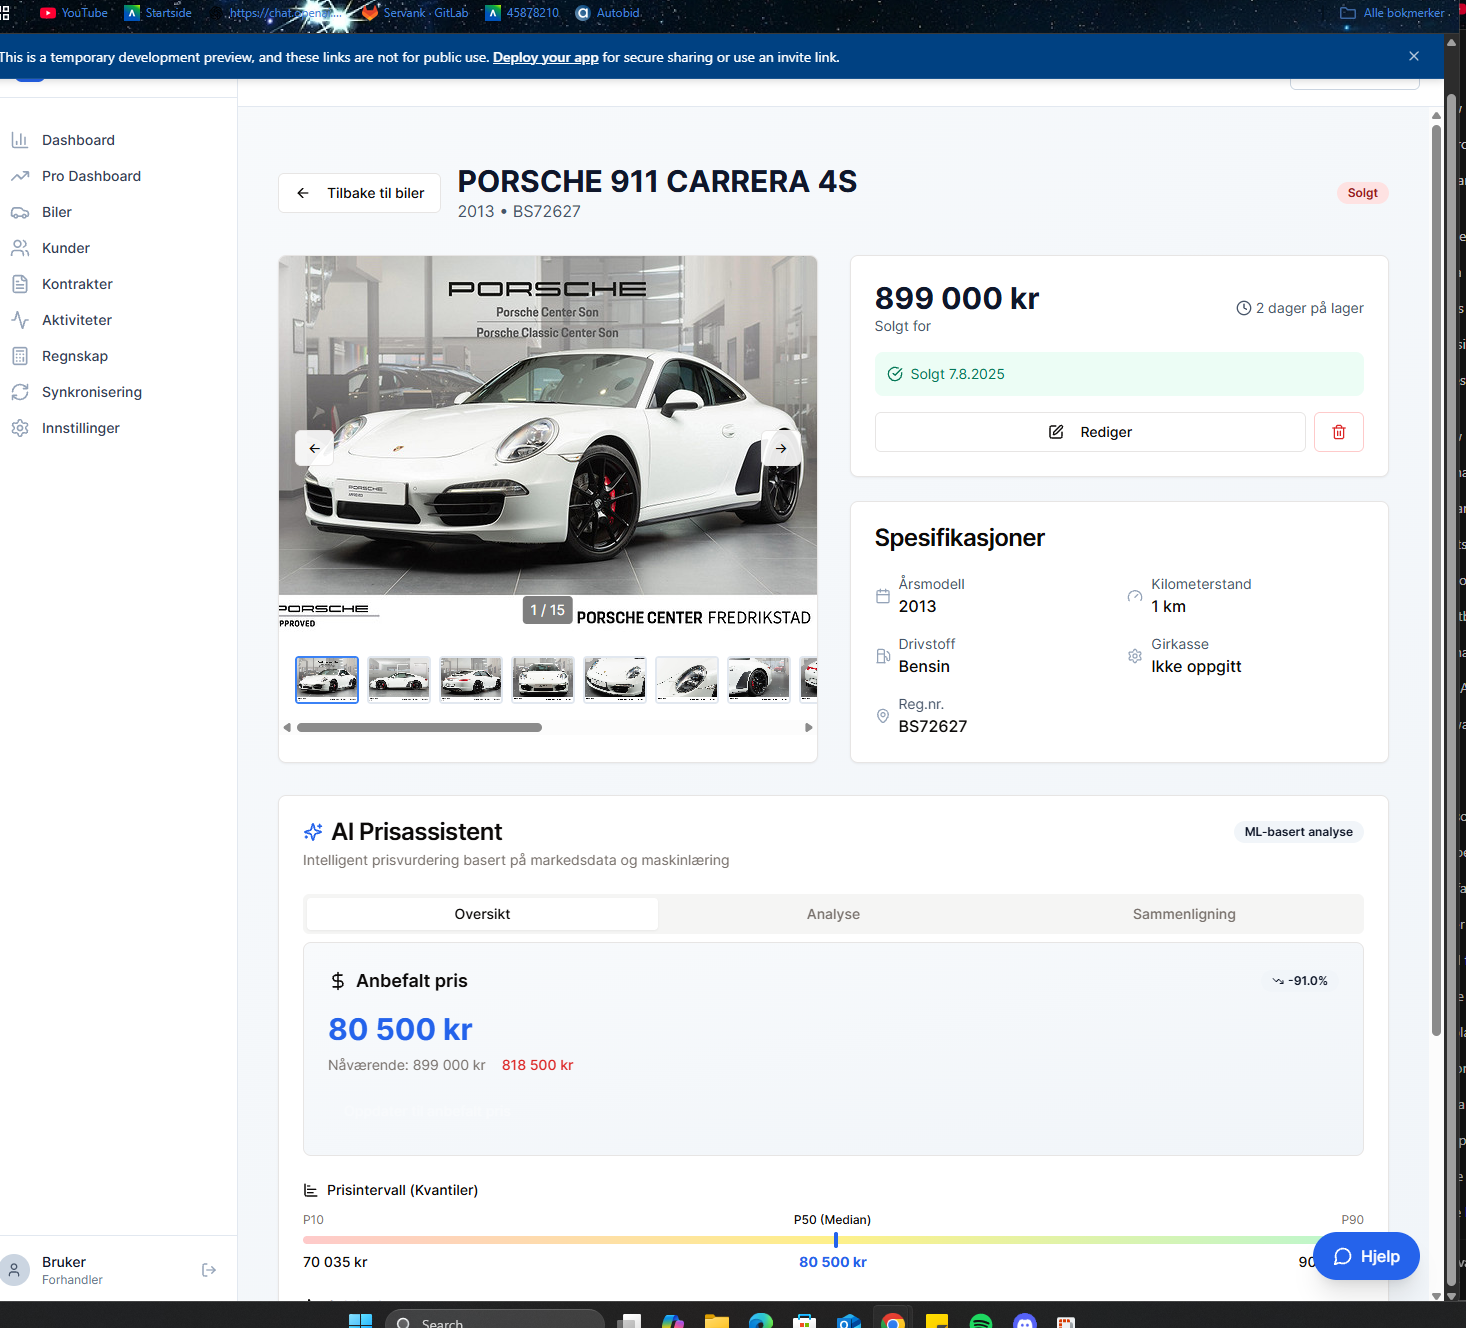 YouTube
Startside
https://chat.openai....
Servank · GitLab
45878210
Autobid
Alle bokmerker
This is a temporary development preview, and these links are not for public use. Deploy your app for secure sharing or use an invite link.
Dashboard
Pro Dashboard
Biler
Kunder
Kontrakter
Aktiviteter
Regnskap
Synkronisering
Innstillinger
Bruker
Forhandler
Tilbake til biler
PORSCHE 911 CARRERA 4S
2013 • BS72627
Solgt
PORSCHE
Porsche Center Son
Porsche Classic Center Son
PORSCHE
PORSCHE
PPROVED
1 / 15
PORSCHE CENTER FREDRIKSTAD
899 000 kr
Solgt for
2 dager på lager
Solgt 7.8.2025
Rediger
Spesifikasjoner
Årsmodell
2013
Kilometerstand
1 km
Drivstoff
Bensin
Girkasse
Ikke oppgitt
Reg.nr.
BS72627
AI Prisassistent
ML-basert analyse
Intelligent prisvurdering basert på markedsdata og maskinlæring
Oversikt
Analyse
Sammenligning
Anbefalt pris
-91.0%
80 500 kr
Nåværende: 899 000 kr 818 500 kr
Prisintervall (Kvantiler)
P10
P50 (Median)
P90
70 035 kr
80 500 kr
90
Hjelp
Search